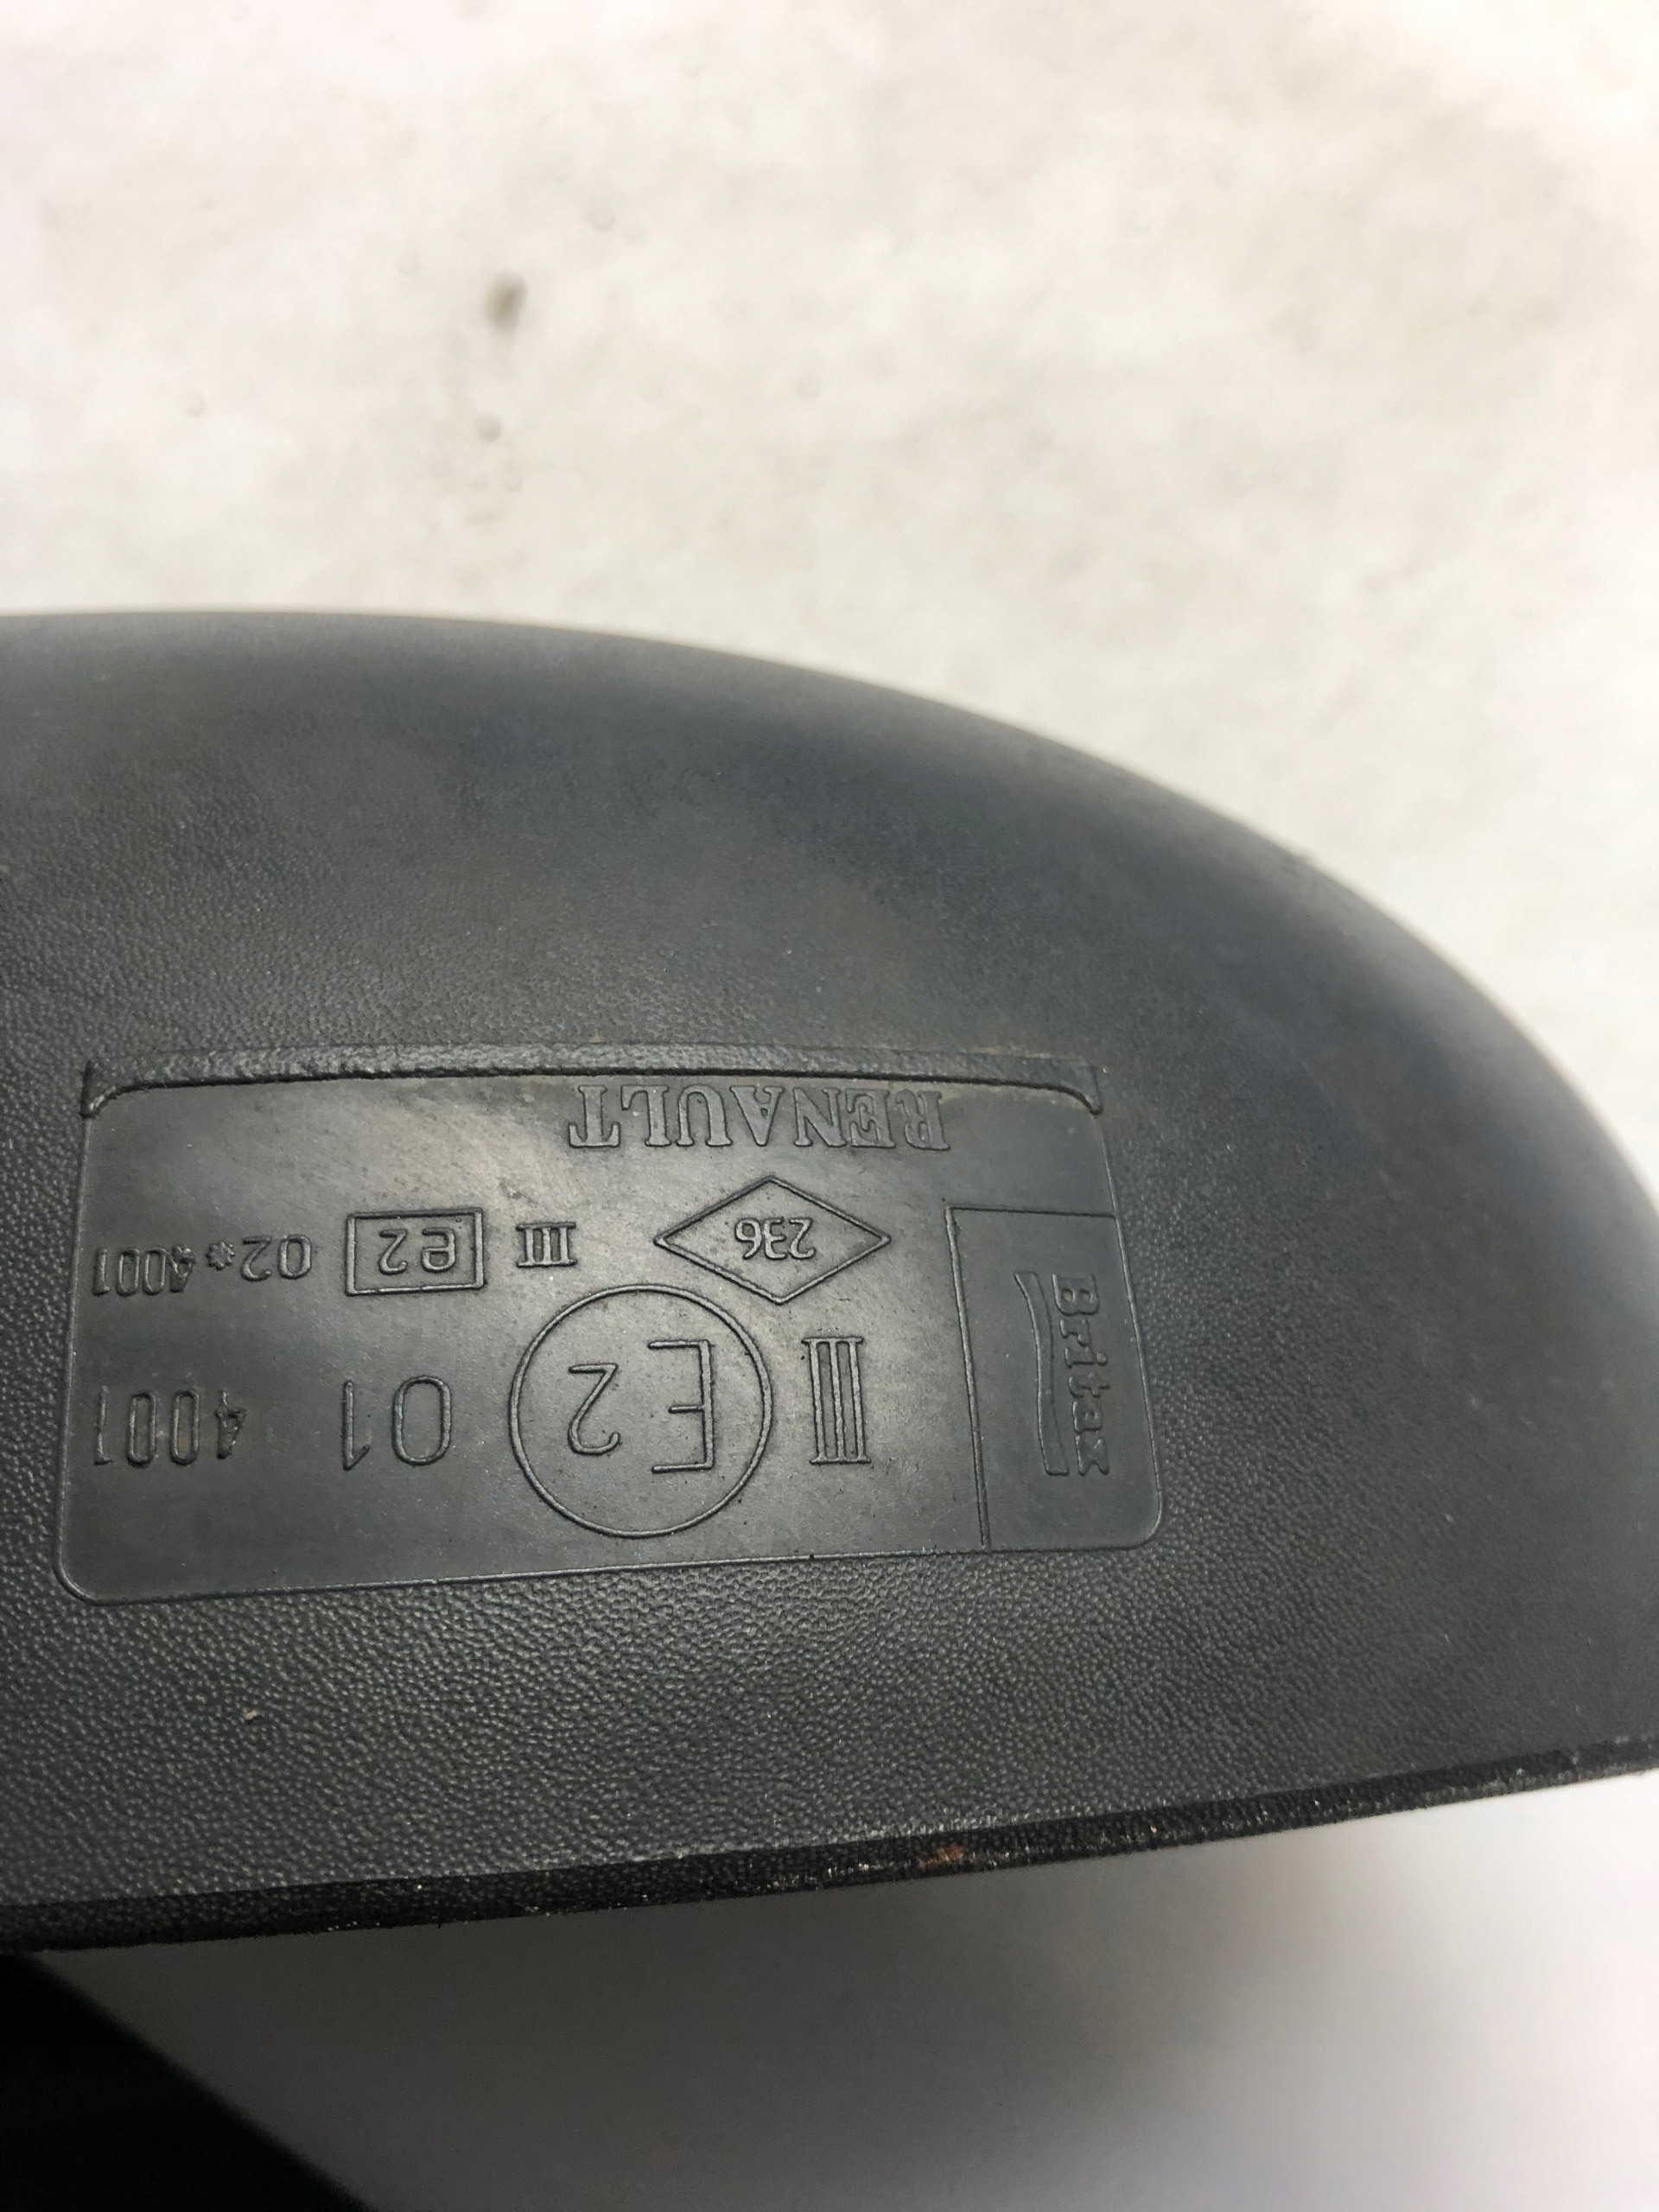 Britax
III E2 01 4001
236 III e2 02*4001
RENAULT